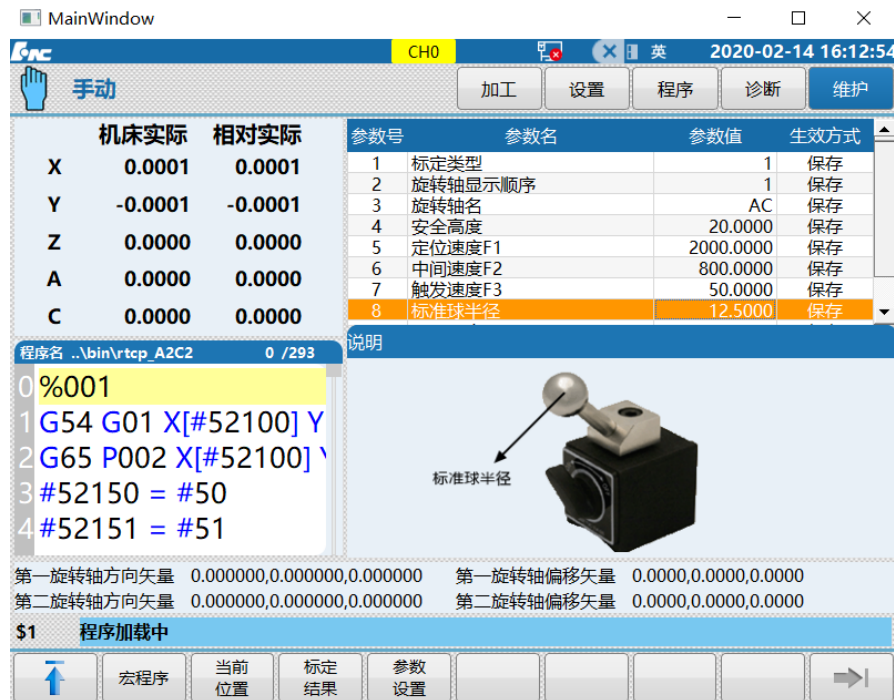 MainWindow
CH0 英 2020-02-14 16:12:54
手动 加工 设置 程序 诊断 维护
机床实际 相对实际
X 0.0001 0.0001
Y -0.0001 -0.0001
Z 0.0000 0.0000
A 0.0000 0.0000
C 0.0000 0.0000
参数号 参数名 参数值 生效方式
1 标定类型 1 保存
2 旋转轴显示顺序 1 保存
3 旋转轴名 AC 保存
4 安全高度 20.0000 保存
5 定位速度F1 2000.0000 保存
6 中间速度F2 800.0000 保存
7 触发速度F3 50.0000 保存
8 标准球半径 12.5000 保存
程序名 ..\bin\rtcp_A2C2 0 /293
0 %001
1 G54 G01 X[#52100] Y
2 G65 P002 X[#52100]
3 #52150 = #50
4 #52151 = #51
说明
标准球半径
第一旋转轴方向矢量 0.000000,0.000000,0.000000 第一旋转轴偏移矢量 0.0000,0.0000,0.0000
第二旋转轴方向矢量 0.000000,0.000000,0.000000 第二旋转轴偏移矢量 0.0000,0.0000,0.0000
$1 程序加载中
宏程序 当前位置 标定结果 参数设置